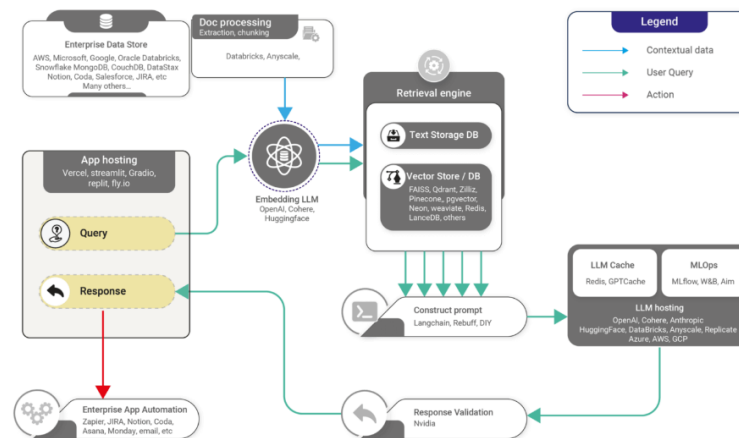 Enterprise Data Store
AWS, Microsoft, Google, Oracle Databricks,
Snowflake MongoDB, CouchDB, DataStax
Notion, Coda, Salesforce, JIRA, etc
Many others...
Doc processing
Extraction, chunking
Databricks, Anyscale,
Legend
Contextual data
User Query
Action
Retrieval engine
Text Storage DB
Vector Store / DB
FAISS, Qdrant, Zilliz,
Pinecone,, pgvector,
Neon, weaviate, Redis,
LanceDB, others
App hosting
Vercel, streamlit, Gradio,
replit, fly.io
Query
Response
Embedding LLM
OpenAI, Cohere,
Huggingface
Construct prompt
Langchain, Rebuff, DIY
LLM Cache
Redis, GPTCache
MLOps
MLflow, W&B, Aim
LLM hosting
OpenAI, Cohere, Anthropic
HuggingFace, DataBricks, Anyscale, Replicate
Azure, AWS, GCP
Enterprise App Automation
Zapier, JIRA, Notion, Coda,
Asana, Monday, email, etc
Response Validation
Nvidia